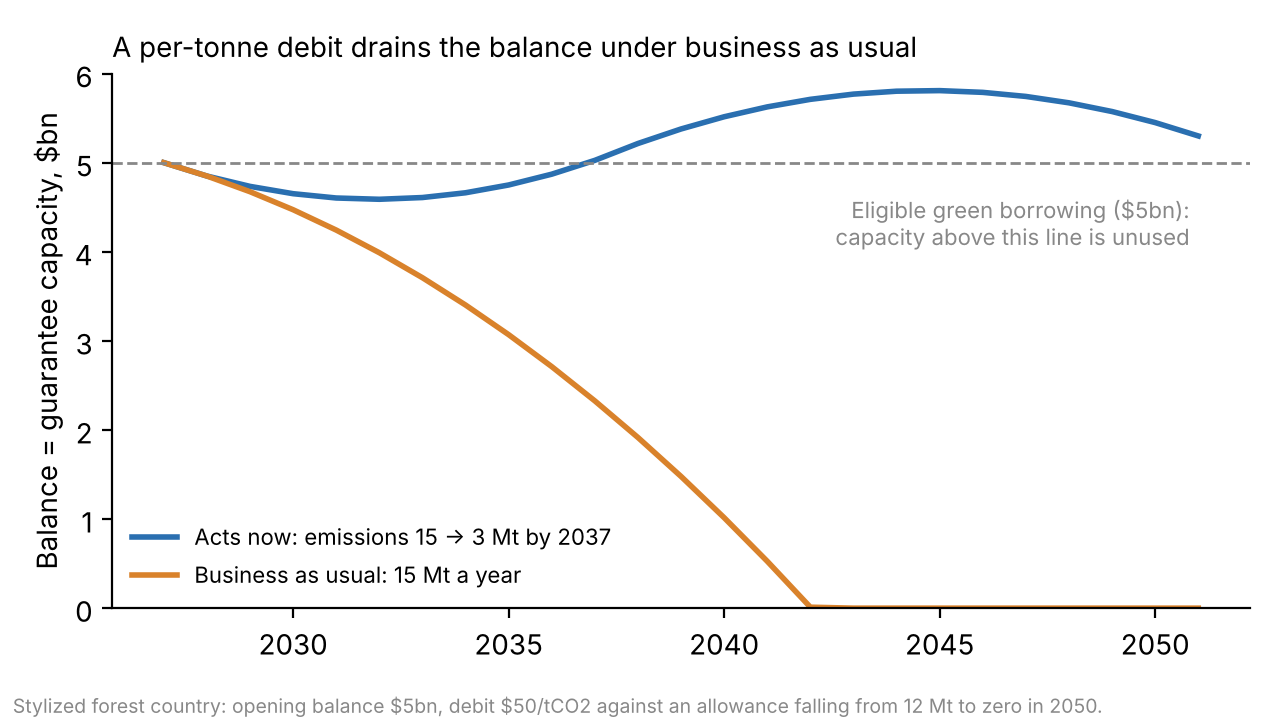 A per-tonne debit drains the balance under business as usual
Balance = guarantee capacity, $bn
6
5
4
3
2
1
0
Eligible green borrowing ($5bn):
capacity above this line is unused
Acts now: emissions 15 → 3 Mt by 2037
Business as usual: 15 Mt a year
2030 2035 2040 2045 2050
Stylized forest country: opening balance $5bn, debit $50/tCO2 against an allowance falling from 12 Mt to zero in 2050.